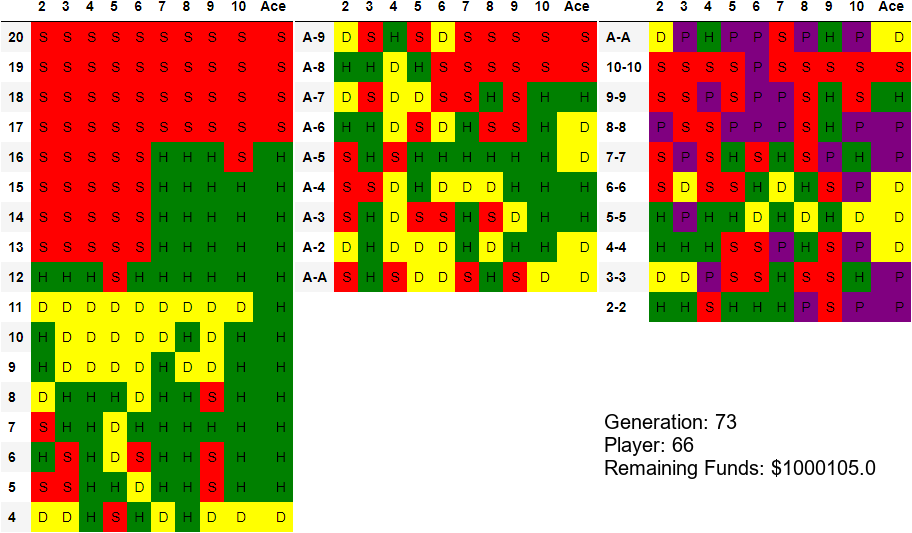 2 3 4 5 6 7 8 9 10 Ace
20 S S S S S S S S S S
19 S S S S S S S S S S
18 S S S S S S S S S S
17 S S S S S S S S S S
16 S S S S S H H H S H
15 S S S S S H H H H H
14 S S S S S H H H H H
13 S S S S S H H H H H
12 H H H S H H H H H H
11 D D D D D D D D D H
10 H D D D D D H D H H
9 H D D D D H D D H H
8 D H H H D H H S H H
7 S H H D H H H H H H
6 H S H D S H H S H H
5 S S H H D H H S H H
4 D D H S H D H D D D
2 3 4 5 6 7 8 9 10 Ace
A-9 D S H S D S S S S S
A-8 H H D H S S S S S S
A-7 D S D D S S H S H H
A-6 H H D S D H S S H D
A-5 S H S H H H H H H D
A-4 S S D H D D D H H H
A-3 S H D S S H S D H H
A-2 D H D D D H D H H D
A-A S H S D D S H S D D
2 3 4 5 6 7 8 9 10 Ace
A-A D P H P P S P H P D
10-10 S S S S P S S S S S
9-9 S S P S P P S H S H
8-8 P S S P P P S H P P
7-7 S P S H S H S P H P
6-6 S D S S H D H S P D
5-5 H P H H D H D H D D
4-4 H H H S S P H S P D
3-3 D D P S S H S S H P
2-2 H H S H H H P S P P
Generation: 73
Player: 66
Remaining Funds: $1000105.0